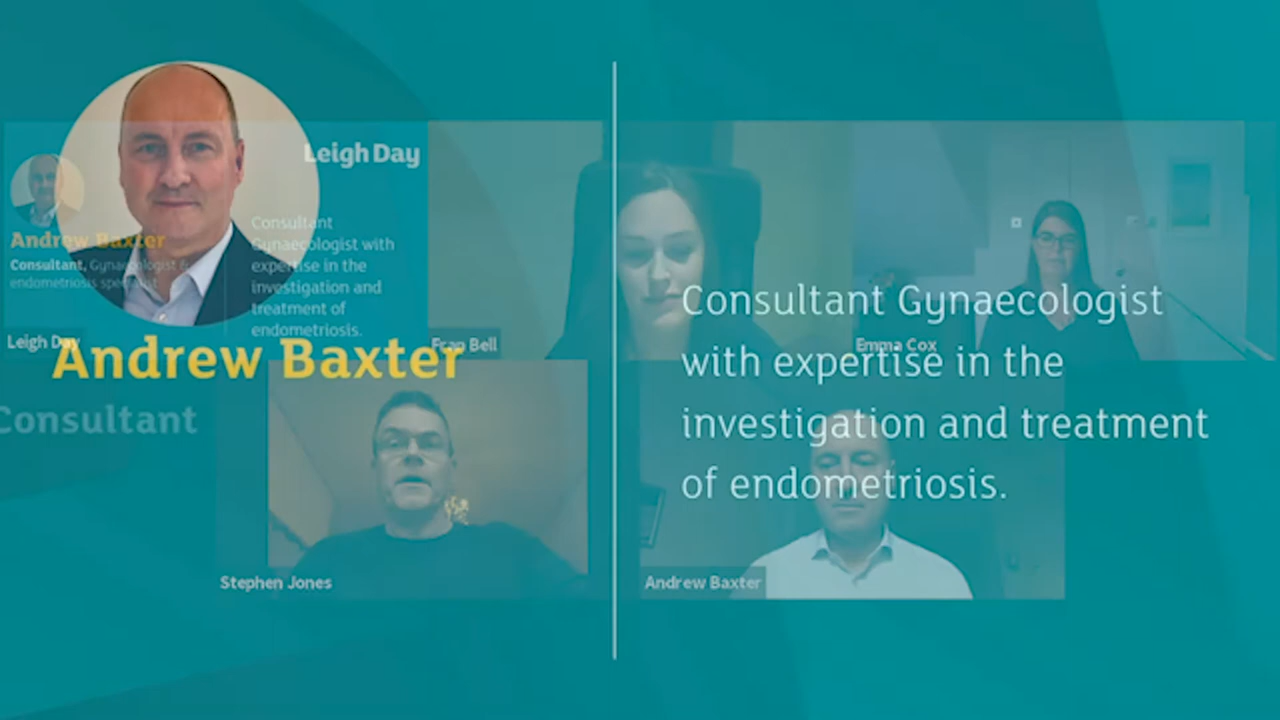 Leigh Day
Andrew Baxter
Consultant, Gynaecologist &
endometriosis specialist
Consultant
Gynaecologist with
expertise in the
investigation and
treatment of
endometriosis.
Leigh Day
Fran Bell
Emma Cox
Andrew Baxter
Consultant
Consultant Gynaecologist
with expertise in the
investigation and treatment
of endometriosis.
Stephen Jones
Andrew Baxter